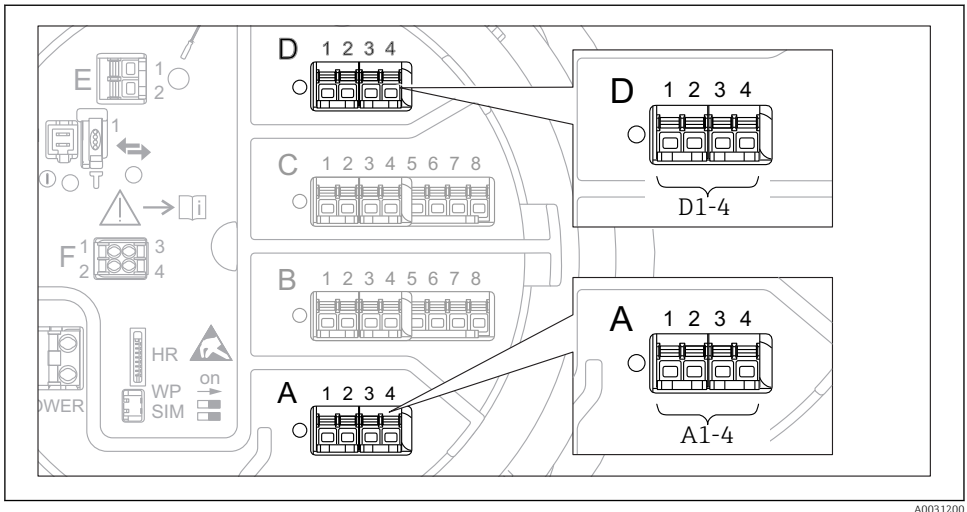 D 1 2 3 4
E 1
2
1
D 1 2 3 4
D1-4
C 1 2 3 4 5 6 7 8
i
F 1 3
2 4
B 1 2 3 4 5 6 7 8
A 1 2 3 4
A1-4
HR
WP on
SIM
OWER
A 1 2 3 4
A0031200